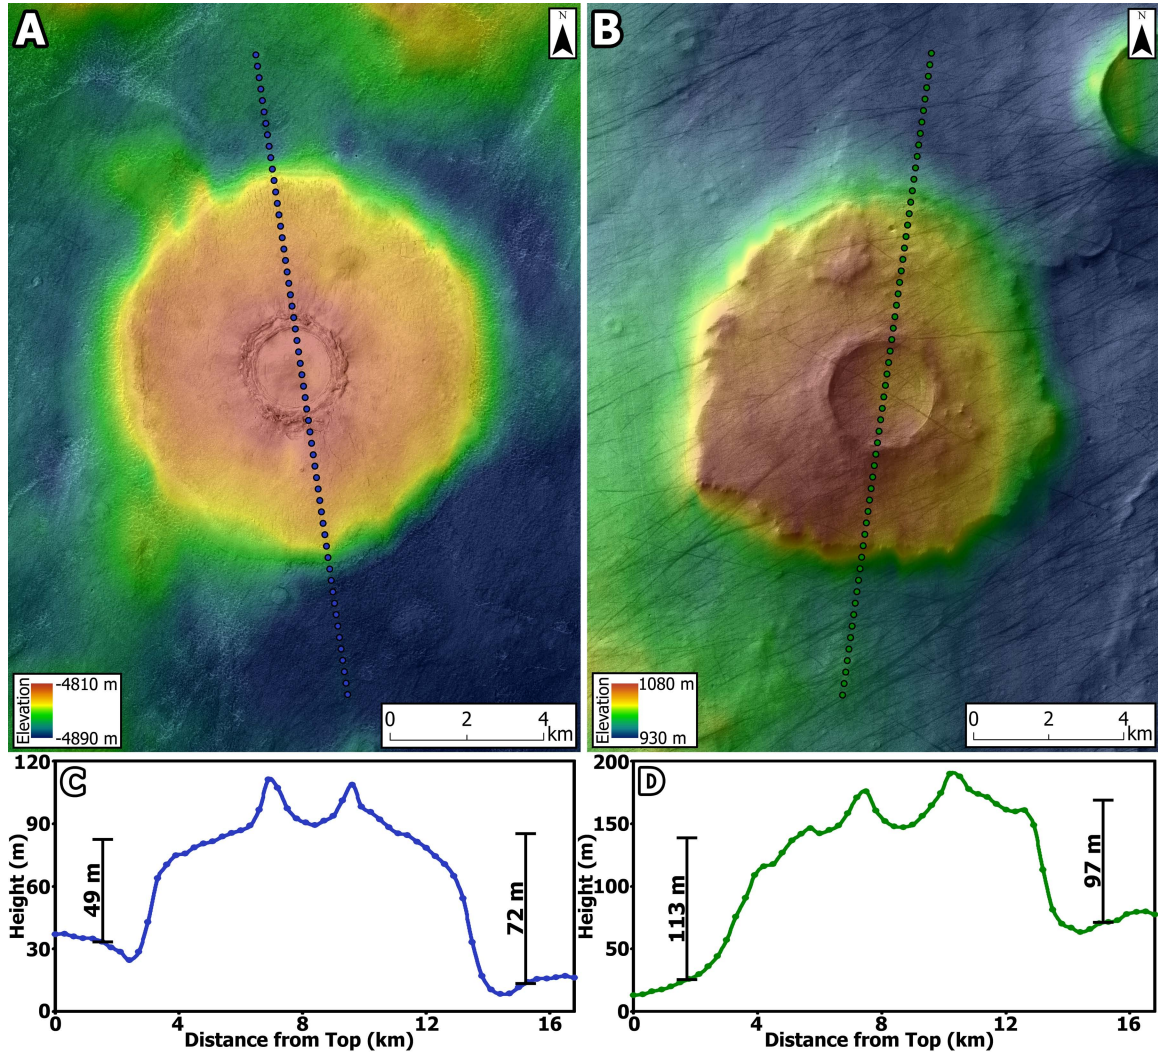 A
N
B
N
Elevation
-4810 m
-4890 m
0 2 4
km
Elevation
1080 m
930 m
0 2 4
km
120
90
60
30
0
Height (m)
C
49 m
72 m
0 4 8 12 16
Distance from Top (km)
200
150
100
50
0
Height (m)
D
113 m
97 m
0 4 8 12 16
Distance from Top (km)